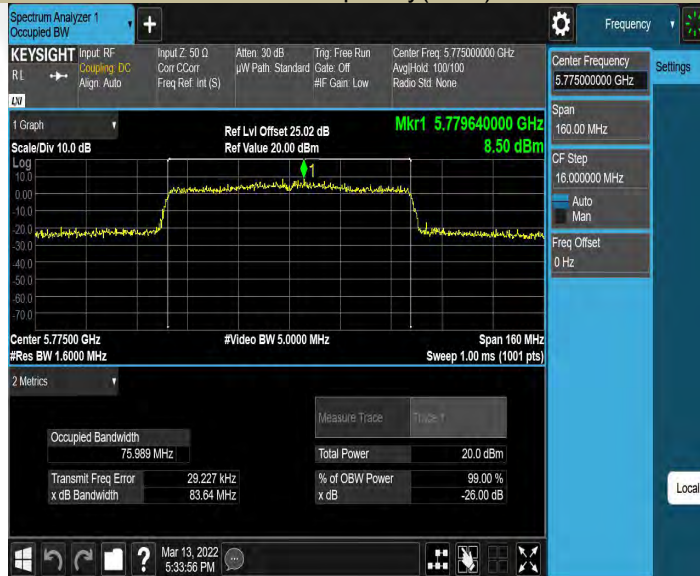 Spectrum Analyzer 1
Occupied BW
Frequency
KEYSIGHT
RL
LXI
Input: RF
Coupling: DC
Align: Auto
Input Z: 50 Ω
Corr CCorr
Freq Ref: Int (S)
Atten: 30 dB
µW Path: Standard
Trig: Free Run
Gate: Off
#IF Gain: Low
Center Freq: 5.775000000 GHz
Avg|Hold: 100/100
Radio Std: None
Center Frequency
5.775000000 GHz
Settings
Span
160.00 MHz
CF Step
16.000000 MHz
Auto
Man
Freq Offset
0 Hz
Local
1 Graph
Scale/Div 10.0 dB
Ref Lvl Offset 25.02 dB
Ref Value 20.00 dBm
Mkr1 5.779640000 GHz
8.50 dBm
Log
10.0
0.00
-10.0
-20.0
-30.0
-40.0
-50.0
-60.0
-70.0
1
Center 5.77500 GHz
#Res BW 1.6000 MHz
#Video BW 5.0000 MHz
Span 160 MHz
Sweep 1.00 ms (1001 pts)
2 Metrics
Measure Trace
Trace 1
Occupied Bandwidth
75.989 MHz
Total Power
20.0 dBm
Transmit Freq Error
29.227 kHz
% of OBW Power
99.00 %
x dB Bandwidth
83.64 MHz
x dB
-26.00 dB
?
Mar 13, 2022
5:33:56 PM